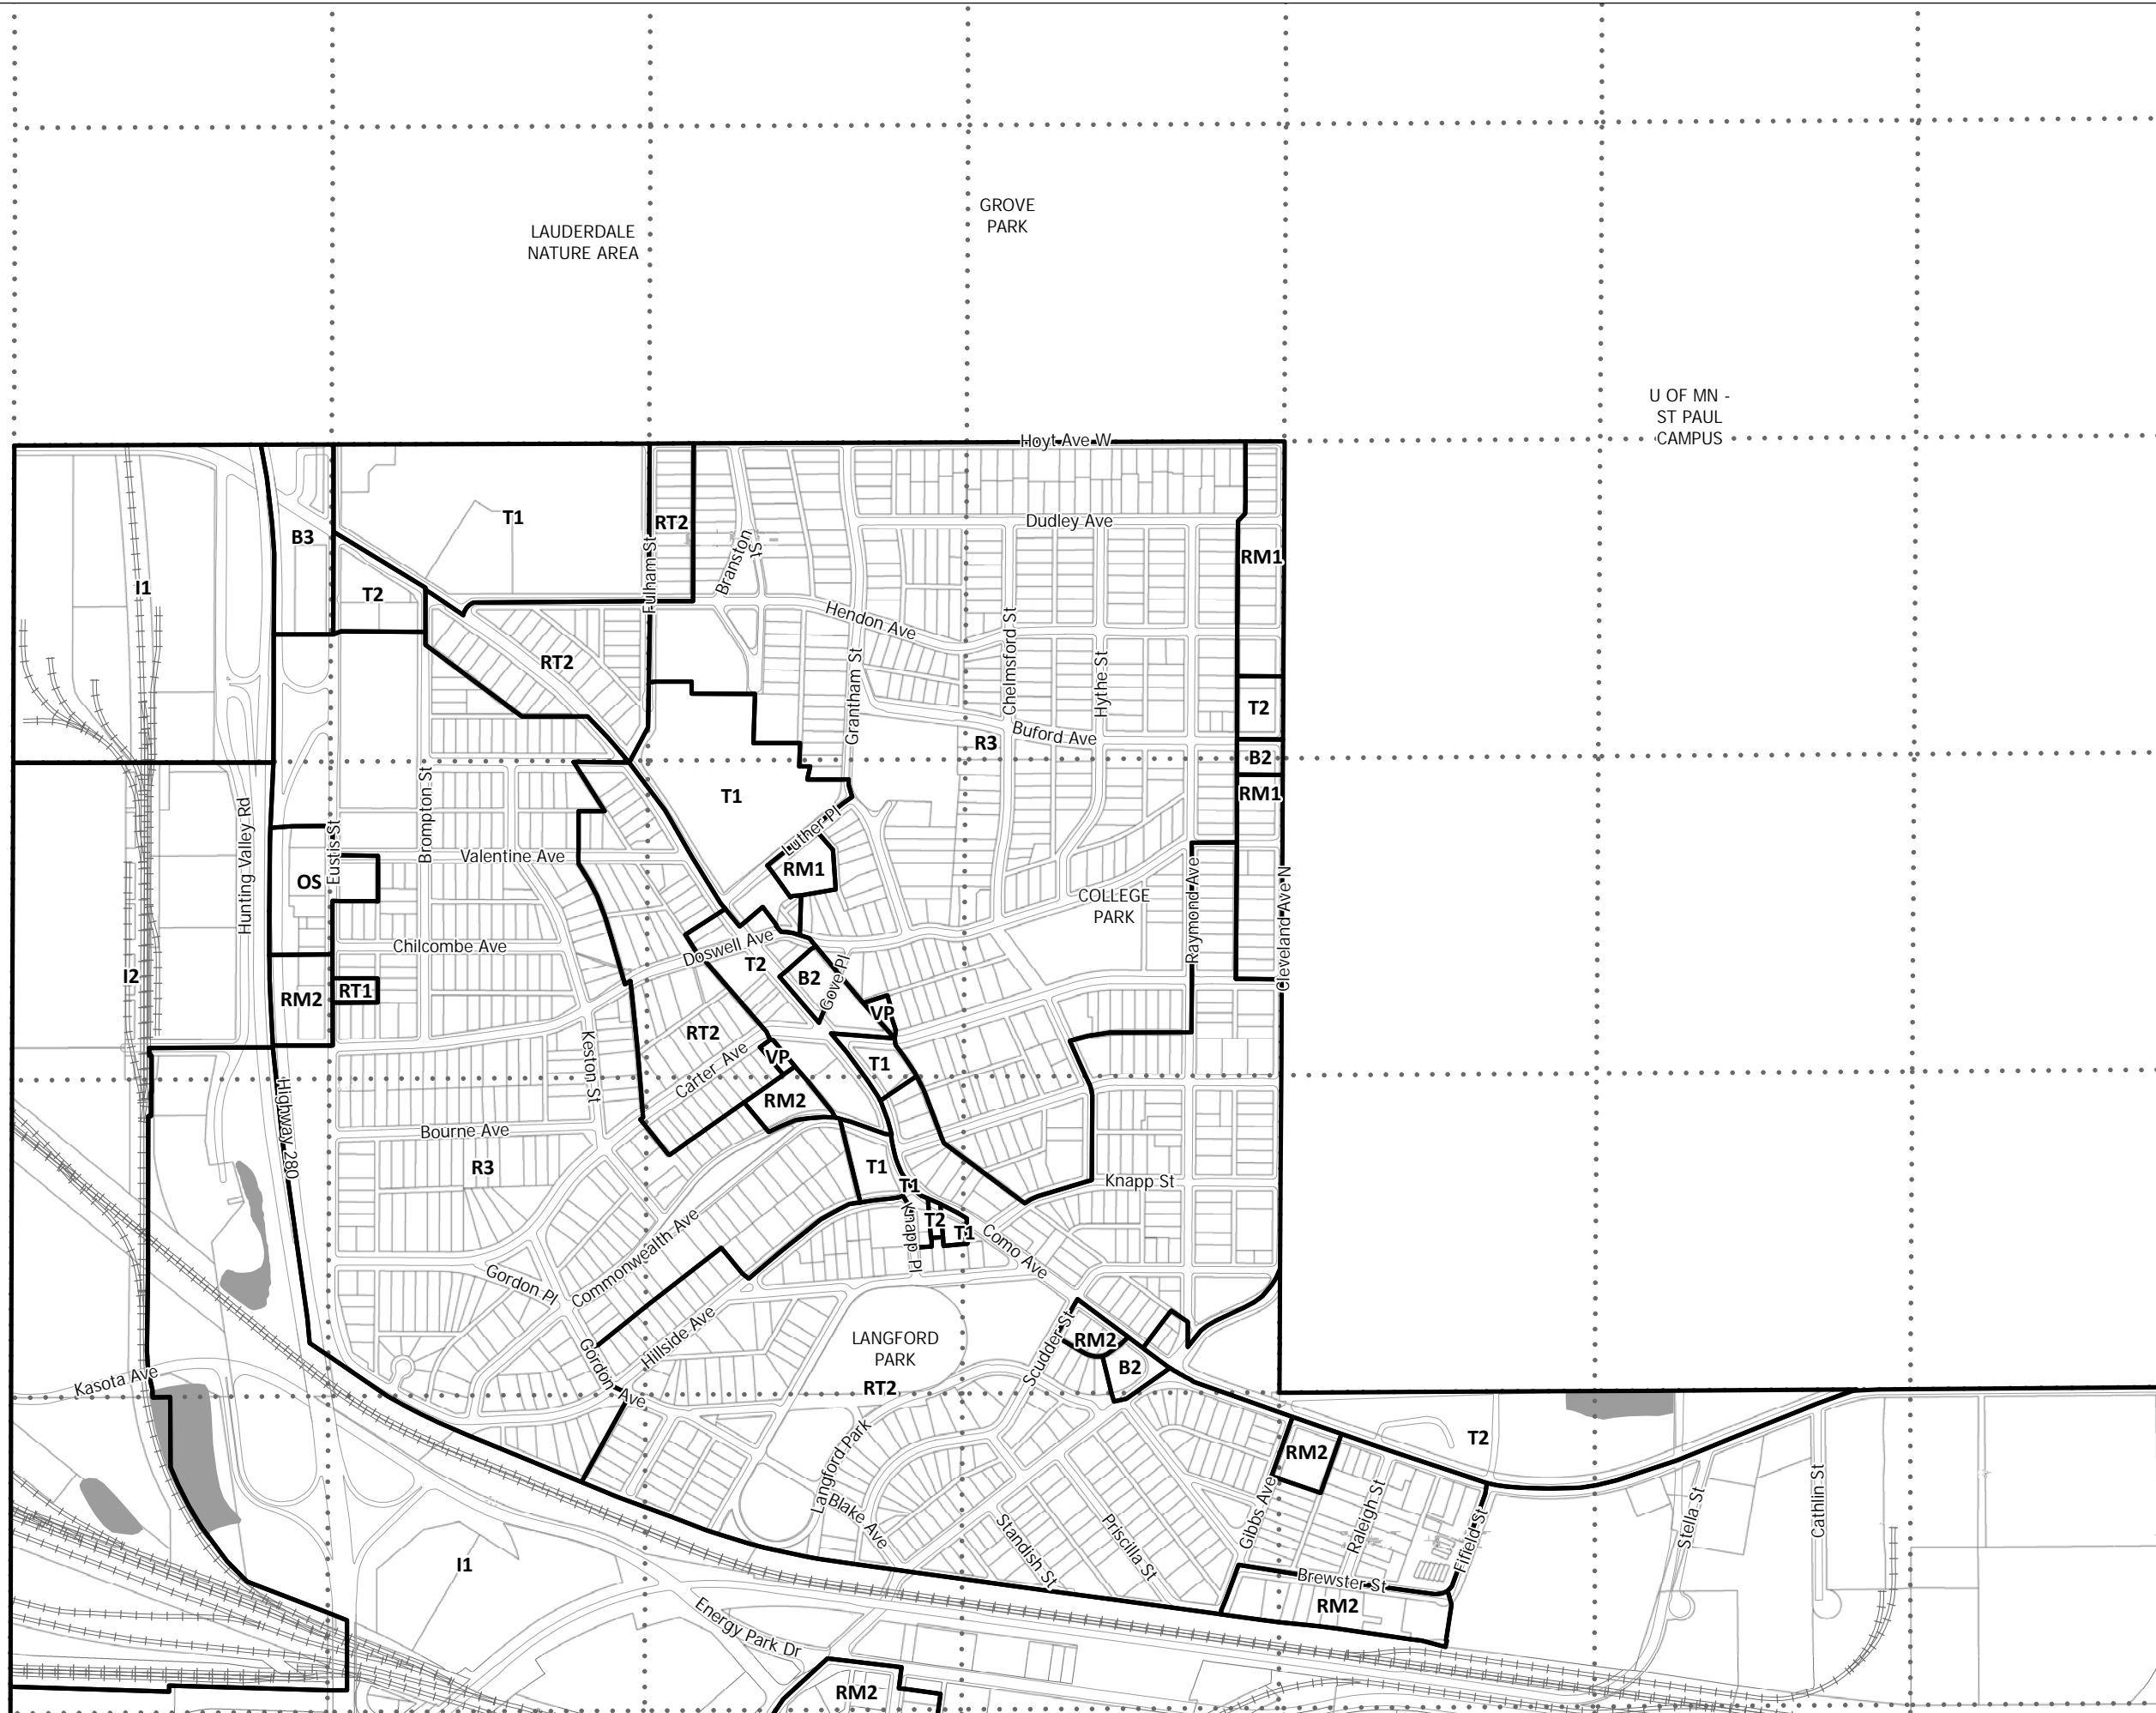 GROVE
PARK
LAUDERDALE
NATURE AREA
U OF MN -
ST PAUL
CAMPUS
Hoyt Ave W
T1
RT2
Dudley Ave
B3
Branston
St
RM1
Fulham St
I1
T2
Hendon Ave
Chelmsford St
RT2
Grantham St
Hythe St
T2
Buford Ave
R3
B2
T1
RM1
Brompton St
Luther Pl
Hunting Valley Rd
Eustis St
Valentine Ave
RM1
OS
COLLEGE
PARK
Raymond Ave
Cleveland Ave N
Chilcombe Ave
Doswell Ave
T2
I2
B2
Gove Pl
RM2
RT1
VP
RT2
Keston St
Carter Ave
VP
T1
Highway 280
RM2
Bourne Ave
R3
T1
T1
Knapp St
Knapp Pl
T2
T1
Como Ave
Commonwealth Ave
Gordon Pl
Hillside Ave
LANGFORD
PARK
Scudder St
RM2
B2
Gordon Ave
Kasota Ave
RT2
Langford Park
T2
RM2
Blake Ave
Standish St
Priscilla St
Gibbs Ave
Raleigh St
Fifield St
Stella St
Cathlin St
I1
Brewster St
RM2
Energy Park Dr
RM2